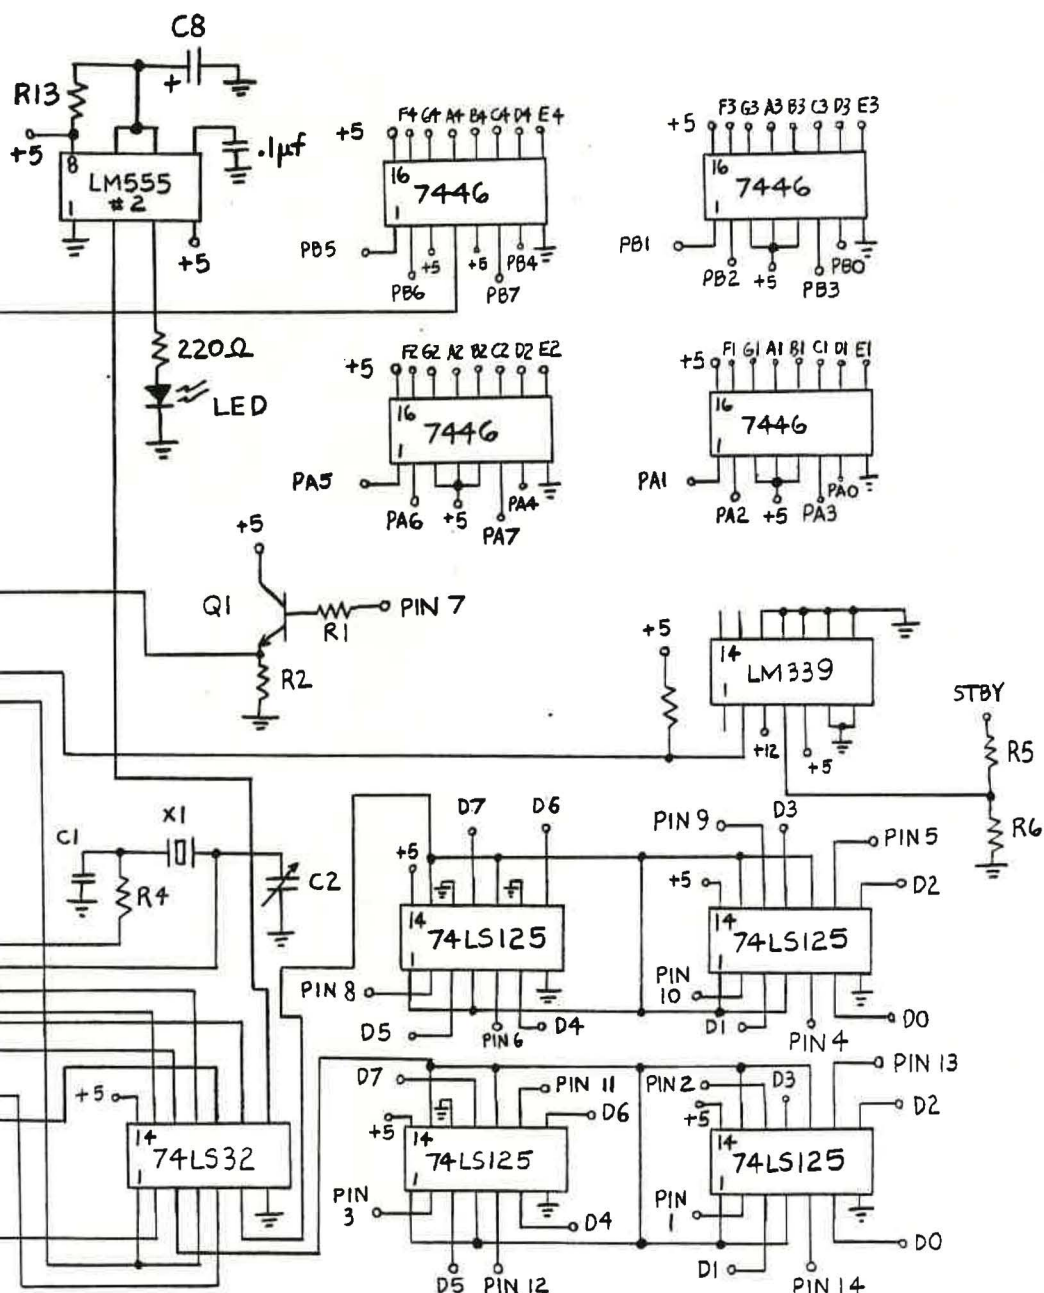 C8
+
R13
+5
8
LM555
#2
1
.1µf
+5
220Ω
LED
+5
F4 G4 A4 B4 C4 D4 E4
16
7446
1
PB5
PB6
+5
+5
PB7
PB4
+5
F3 G3 A3 B3 C3 D3 E3
16
7446
1
PB1
PB2
+5
PB3
PB0
+5
F2 G2 A2 B2 C2 D2 E2
16
7446
1
PA5
PA6
+5
PA7
PA4
+5
F1 G1 A1 B1 C1 D1 E1
16
7446
1
PA1
PA2
+5
PA3
PA0
+5
Q1
R1
PIN 7
R2
+5
14
LM339
1
+12
+5
STBY
R5
R6
C1
X1
R4
C2
D7
D6
+5
14
74LS125
1
PIN 8
D5
PIN 6
D4
PIN 9
D3
PIN 5
+5
D2
14
74LS125
1
PIN
10
D1
PIN 4
D0
+5
14
74LS32
1
D7
PIN 11
D6
+5
14
74LS125
1
PIN
3
D4
D5
PIN 12
PIN 2
D3
PIN 13
+5
D2
14
74LS125
1
PIN
1
D1
PIN 14
D0